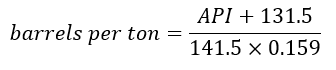 barrels per ton = (API + 131.5) / (141.5 × 0.159)